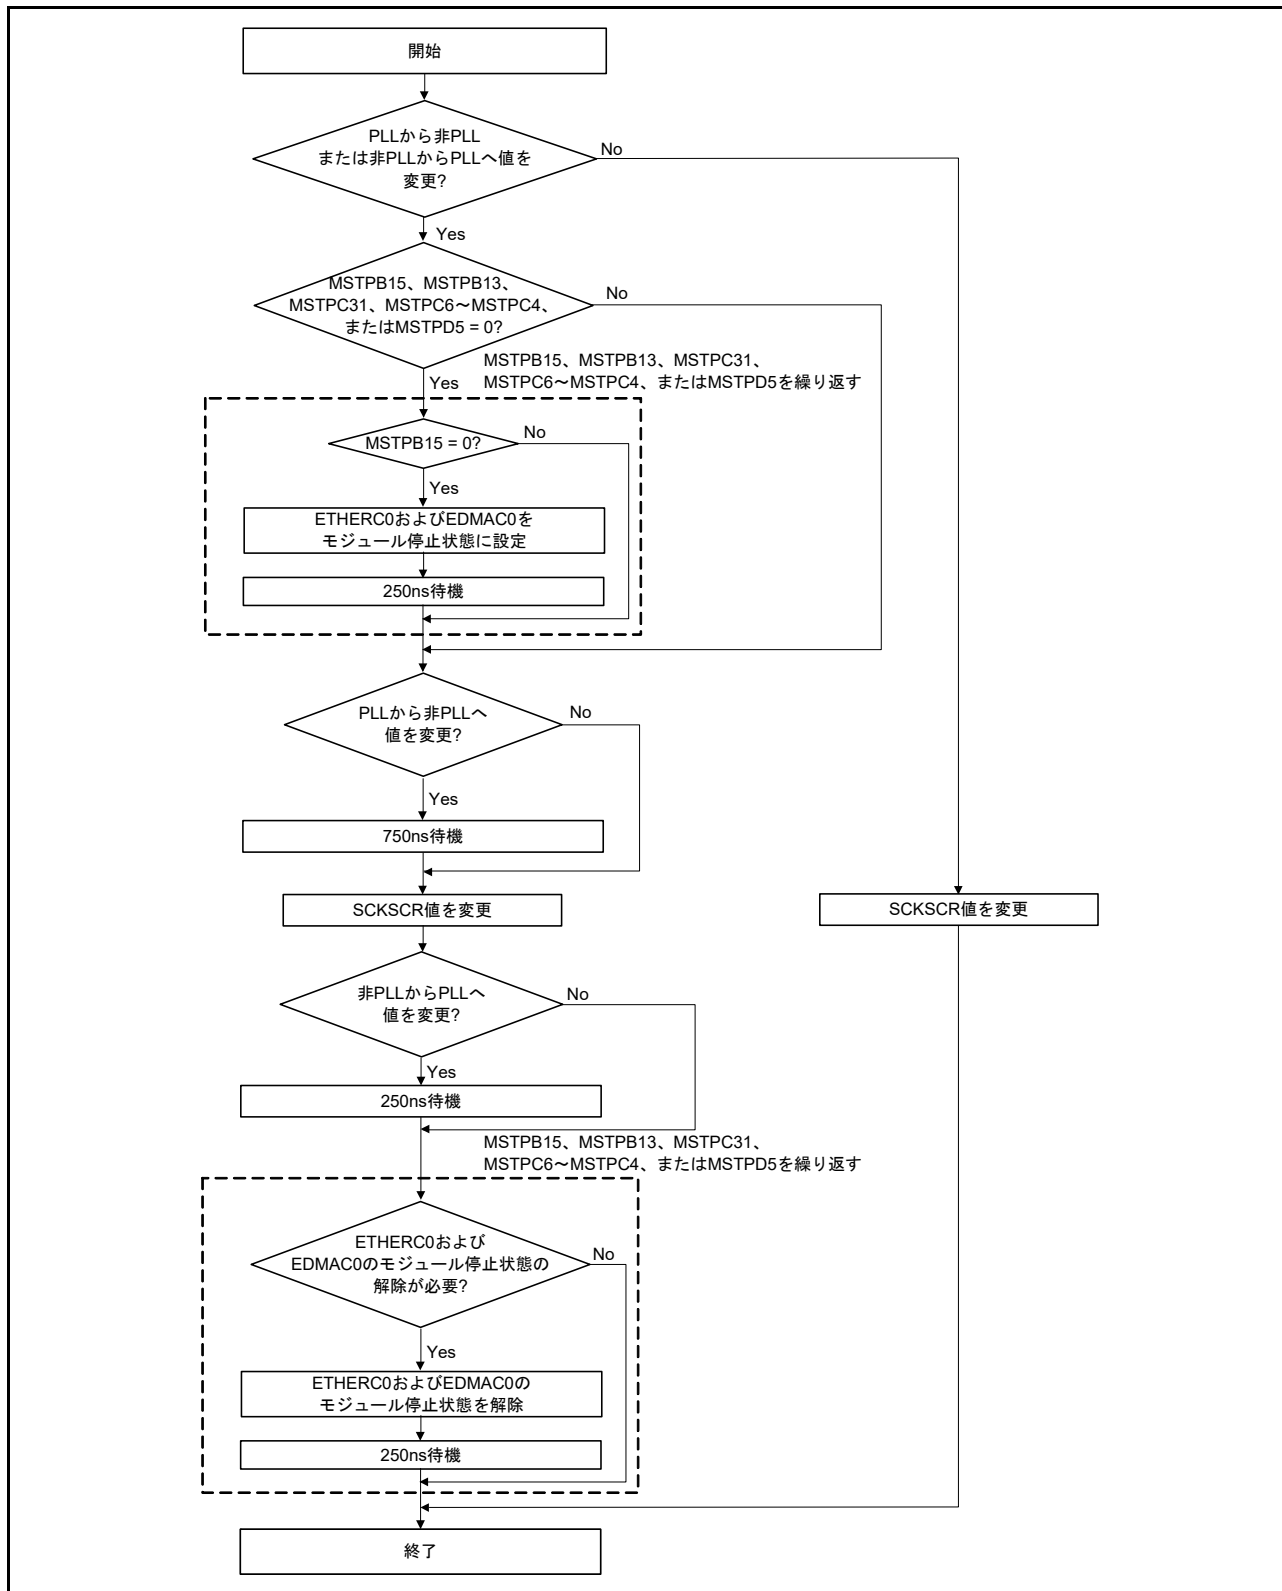 開始
PLLから非PLL
または非PLLからPLLへ値を
変更?
No
Yes
MSTPB15、MSTPB13、
MSTPC31、MSTPC6～MSTPC4、
またはMSTPD5 = 0?
No
Yes
MSTPB15、MSTPB13、MSTPC31、
MSTPC6～MSTPC4、またはMSTPD5を繰り返す
MSTPB15 = 0?
No
Yes
ETHERC0およびEDMAC0を
モジュール停止状態に設定
250ns待機
PLLから非PLLへ
値を変更?
No
Yes
750ns待機
SCKSCR値を変更
SCKSCR値を変更
非PLLからPLLへ
値を変更?
No
Yes
250ns待機
MSTPB15、MSTPB13、MSTPC31、
MSTPC6～MSTPC4、またはMSTPD5を繰り返す
ETHERC0および
EDMAC0のモジュール停止状態の
解除が必要?
No
Yes
ETHERC0およびEDMAC0の
モジュール停止状態を解除
250ns待機
終了